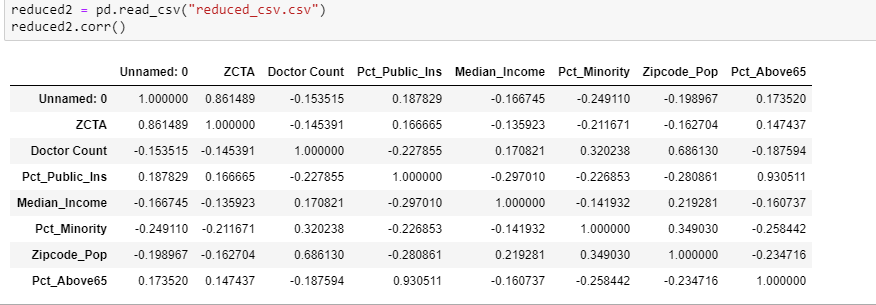 reduced2 = pd.read_csv("reduced_csv.csv")
reduced2.corr()
Unnamed: 0 ZCTA Doctor Count Pct_Public_Ins Median_Income Pct_Minority Zipcode_Pop Pct_Above65
Unnamed: 0 1.000000 0.861489 -0.153515 0.187829 -0.166745 -0.249110 -0.198967 0.173520
ZCTA 0.861489 1.000000 -0.145391 0.166665 -0.135923 -0.211671 -0.162704 0.147437
Doctor Count -0.153515 -0.145391 1.000000 -0.227855 0.170821 0.320238 0.686130 -0.187594
Pct_Public_Ins 0.187829 0.166665 -0.227855 1.000000 -0.297010 -0.226853 -0.280861 0.930511
Median_Income -0.166745 -0.135923 0.170821 -0.297010 1.000000 -0.141932 0.219281 -0.160737
Pct_Minority -0.249110 -0.211671 0.320238 -0.226853 -0.141932 1.000000 0.349030 -0.258442
Zipcode_Pop -0.198967 -0.162704 0.686130 -0.280861 0.219281 0.349030 1.000000 -0.234716
Pct_Above65 0.173520 0.147437 -0.187594 0.930511 -0.160737 -0.258442 -0.234716 1.000000